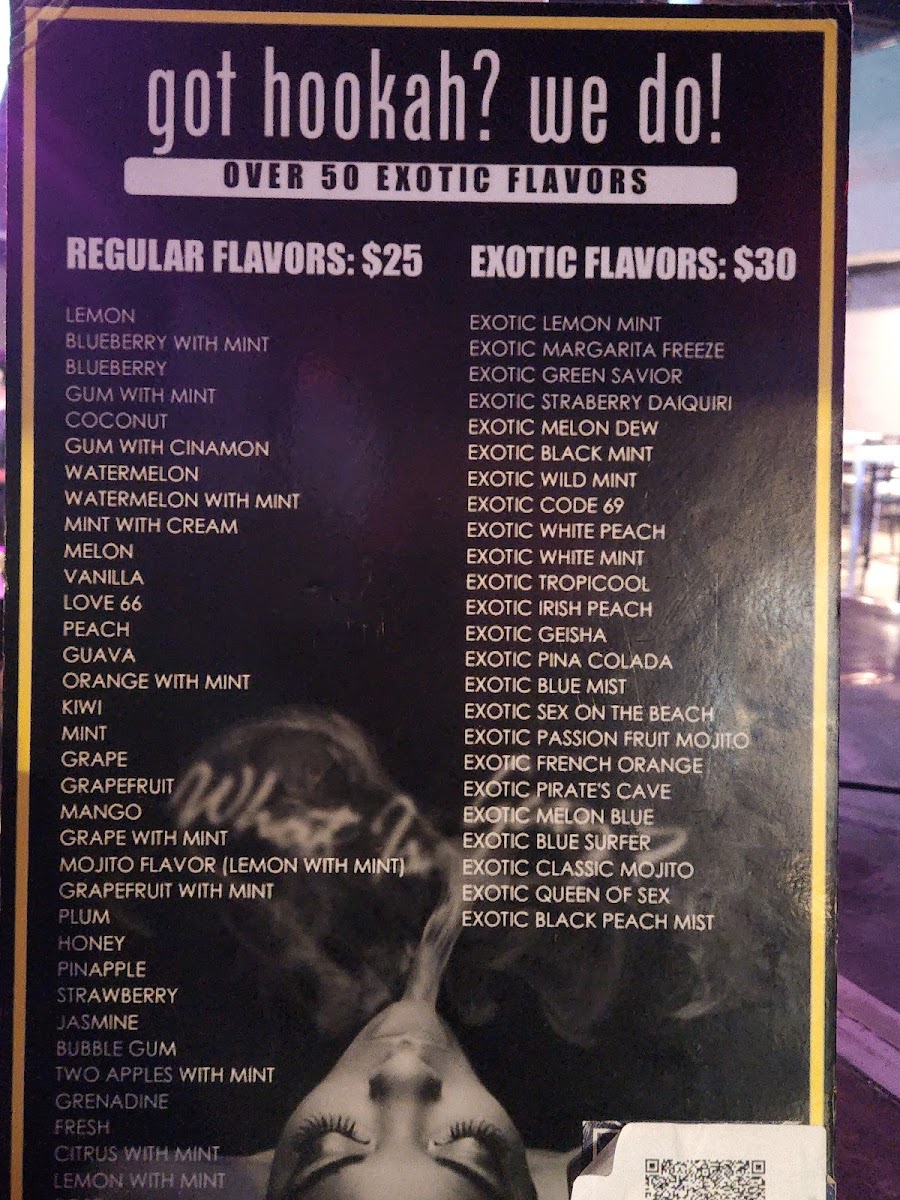 got hookah? we do!
OVER 50 EXOTIC FLAVORS
REGULAR FLAVORS: $25
LEMON
BLUEBERRY WITH MINT
BLUEBERRY
GUM WITH MINT
COCONUT
GUM WITH CINAMON
WATERMELON
WATERMELON WITH MINT
MINT WITH CREAM
MELON
VANILLA
LOVE 66
PEACH
GUAVA
ORANGE WITH MINT
KIWI
MINT
GRAPE
GRAPEFRUIT
MANGO
GRAPE WITH MINT
MOJITO FLAVOR (LEMON WITH MINT)
GRAPEFRUIT WITH MINT
PLUM
HONEY
PINAPPLE
STRAWBERRY
JASMINE
BUBBLE GUM
TWO APPLES WITH MINT
GRENADINE
FRESH
CITRUS WITH MINT
LEMON WITH MINT
EXOTIC FLAVORS: $30
EXOTIC LEMON MINT
EXOTIC MARGARITA FREEZE
EXOTIC GREEN SAVIOR
EXOTIC STRABERRY DAIQUIRI
EXOTIC MELON DEW
EXOTIC BLACK MINT
EXOTIC WILD MINT
EXOTIC CODE 69
EXOTIC WHITE PEACH
EXOTIC WHITE MINT
EXOTIC TROPICOOL
EXOTIC IRISH PEACH
EXOTIC GEISHA
EXOTIC PINA COLADA
EXOTIC BLUE MIST
EXOTIC SEX ON THE BEACH
EXOTIC PASSION FRUIT MOJITO
EXOTIC FRENCH ORANGE
EXOTIC PIRATE'S CAVE
EXOTIC MELON BLUE
EXOTIC BLUE SURFER
EXOTIC CLASSIC MOJITO
EXOTIC QUEEN OF SEX
EXOTIC BLACK PEACH MIST
What